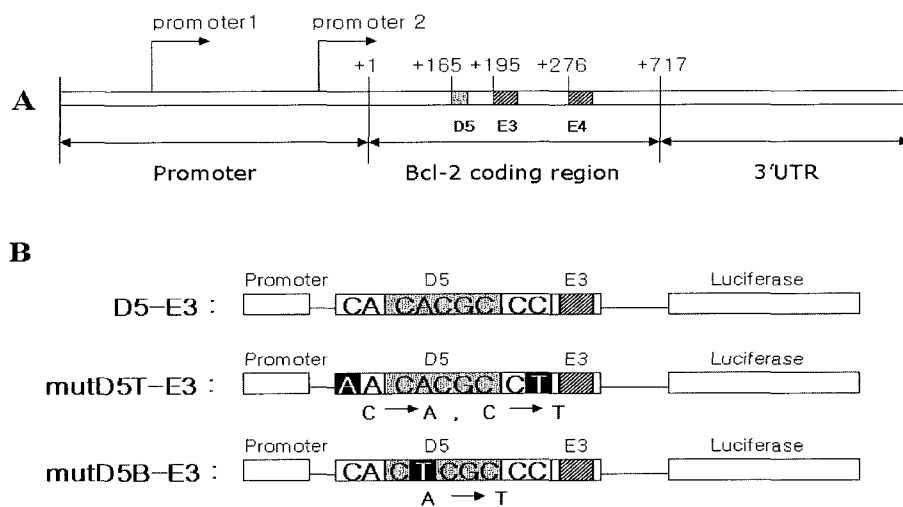 promoter1 promoter 2
+1 +165 +195 +276 +717
A
D5 E3 E4
Promoter Bcl-2 coding region 3'UTR
B
Promoter D5 E3 Luciferase
D5-E3 : CA CACGC CC
Promoter D5 E3 Luciferase
mutD5T-E3 : A A CACGC C T
C → A , C → T
Promoter D5 E3 Luciferase
mutD5B-E3 : CA CTCGC CC
A → T